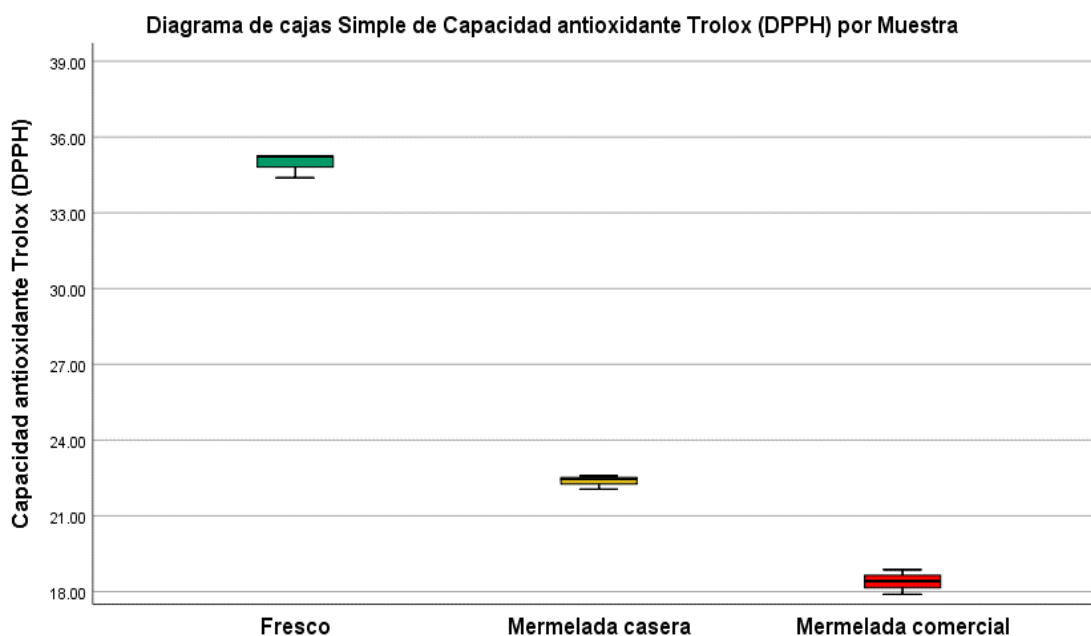 Diagrama de cajas Simple de Capacidad antioxidante Trolox (DPPH) por Muestra
Capacidad antioxidante Trolox (DPPH)
39.00
36.00
33.00
30.00
27.00
24.00
21.00
18.00
Fresco Mermelada casera Mermelada comercial